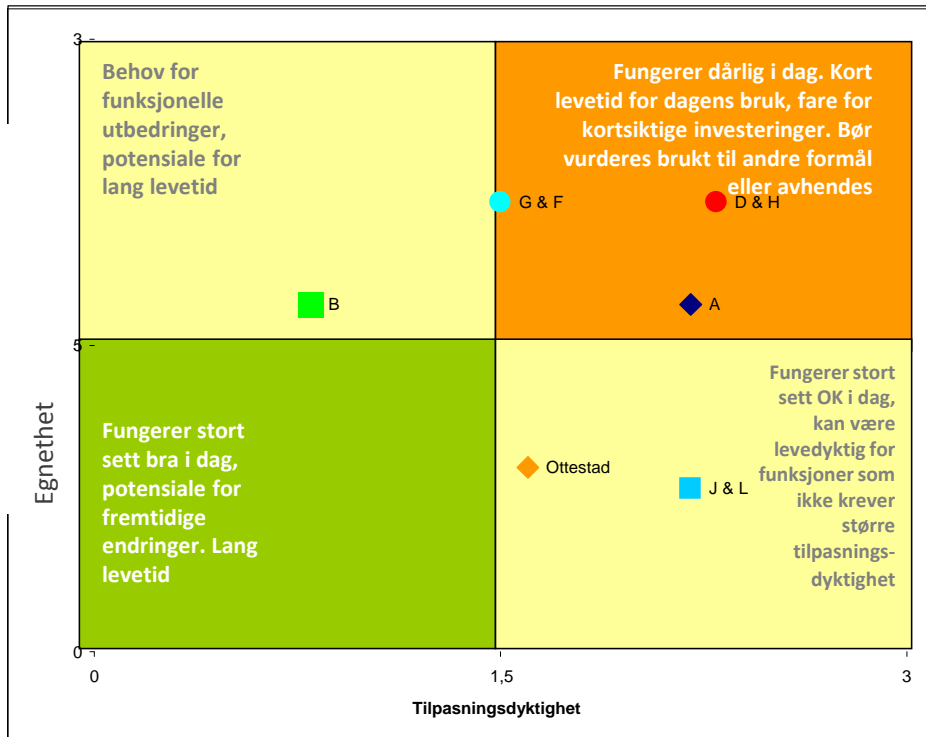 3
Behov for
funksjonelle
utbedringer,
potensiale for
lang levetid
Fungerer dårlig i dag. Kort
levetid for dagens bruk, fare for
kortsiktige investeringer. Bør
vurderes brukt til andre formål
eller avhendes
G & F
D & H
B
A
5
Egnethet
Fungerer stort
sett bra i dag,
potensiale for
fremtidige
endringer. Lang
levetid
Fungerer stort
sett OK i dag,
kan være
levedyktig for
funksjoner som
ikke krever
større
tilpasnings-
dyktighet
Ottestad
J & L
0
0
1,5
3
Tilpasningsdyktighet